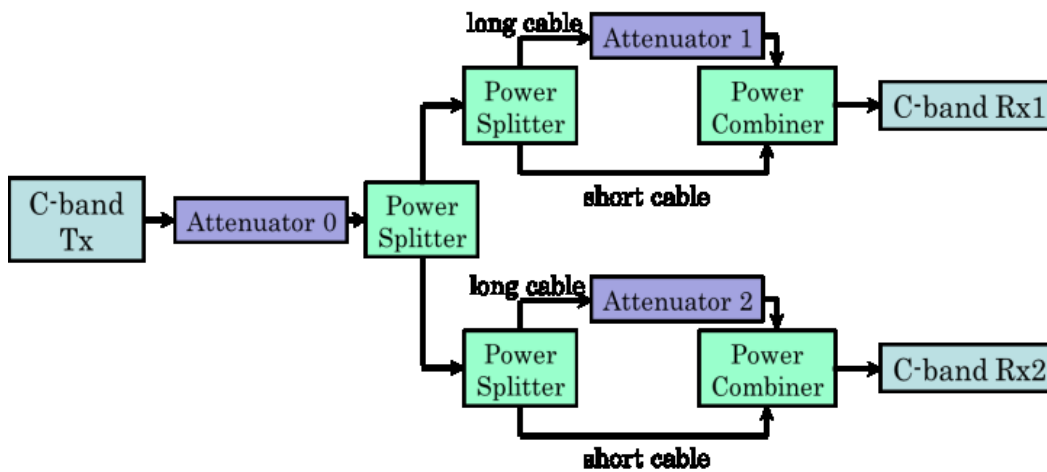 long cable
Attenuator 1
Power
Splitter
Power
Combiner
C-band Rx1
short cable
C-band
Tx
Attenuator 0
Power
Splitter
long cable
Attenuator 2
Power
Splitter
Power
Combiner
C-band Rx2
short cable